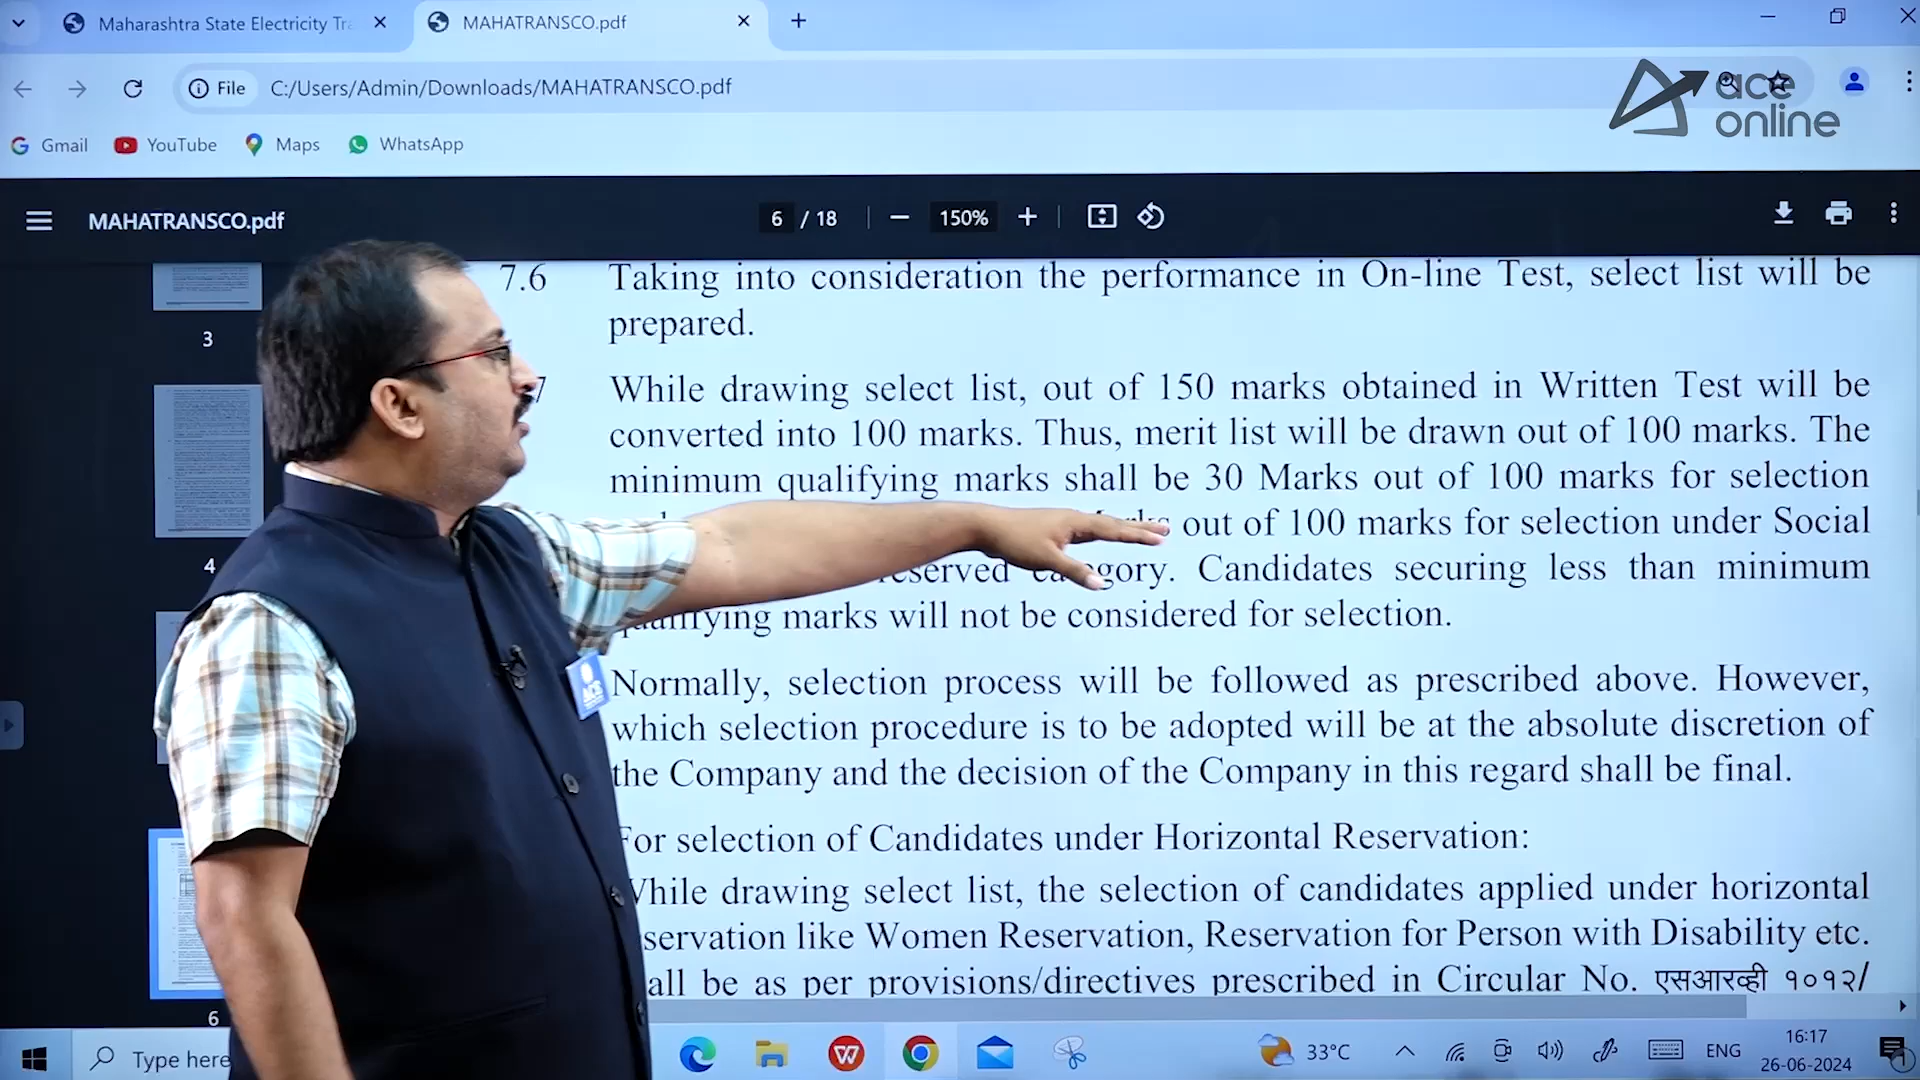 Maharashtra State Electricity Tra
MAHATRANSCO.pdf
File
C:/Users/Admin/Downloads/MAHATRANSCO.pdf
ace
online
Gmail
YouTube
Maps
WhatsApp
MAHATRANSCO.pdf
6 / 18
150%
3
4
6
7.6 Taking into consideration the performance in On-line Test, select list will be
prepared.
7 While drawing select list, out of 150 marks obtained in Written Test will be
converted into 100 marks. Thus, merit list will be drawn out of 100 marks. The
minimum qualifying marks shall be 30 Marks out of 100 marks for selection
out of 100 marks for selection under Social
category. Candidates securing less than minimum
qualifying marks will not be considered for selection.
Normally, selection process will be followed as prescribed above. However,
which selection procedure is to be adopted will be at the absolute discretion of
the Company and the decision of the Company in this regard shall be final.
For selection of Candidates under Horizontal Reservation:
While drawing select list, the selection of candidates applied under horizontal
servation like Women Reservation, Reservation for Person with Disability etc.
all be as per provisions/directives prescribed in Circular No. एसआरव्ही १०१२/
ACE
Type here
33°C
ENG
16:17
26-06-2024
1